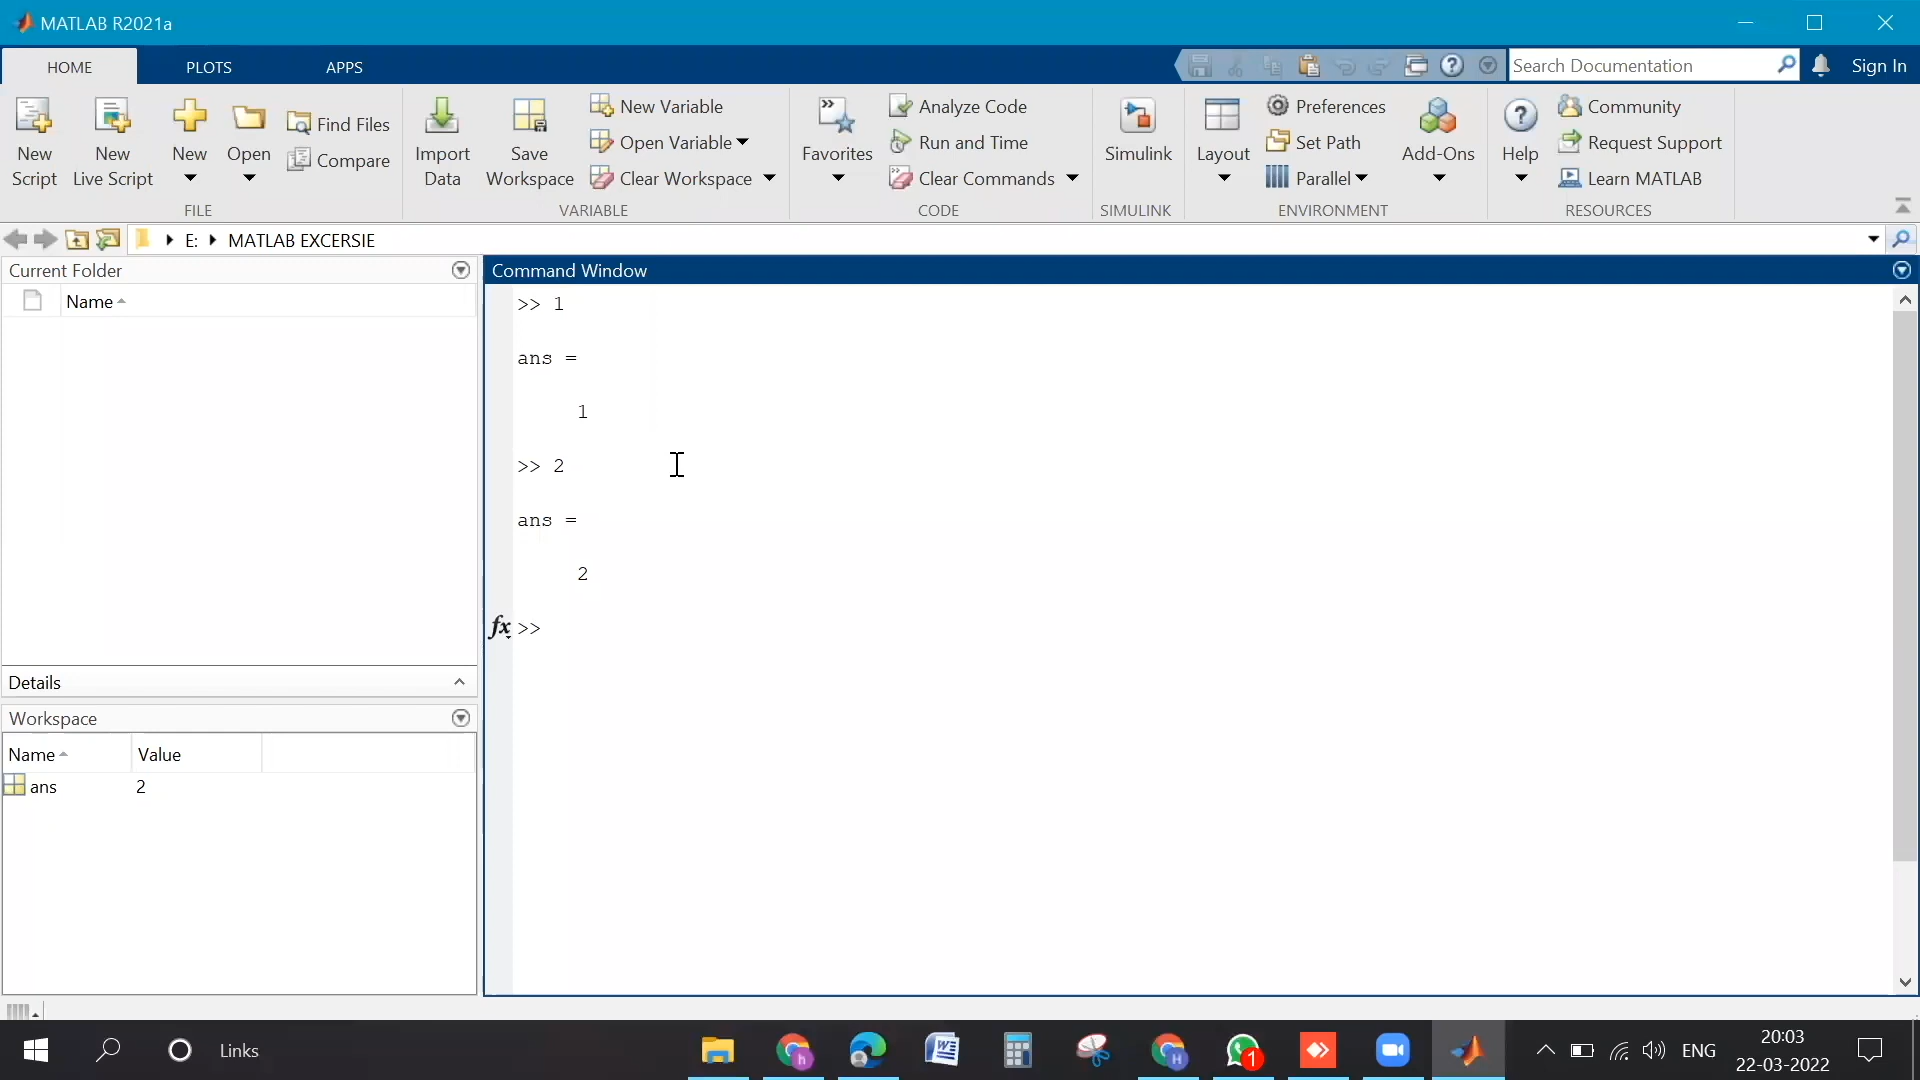 MATLAB R2021a
HOME PLOTS APPS
Search Documentation Sign In
New Script
New Live Script
New
Open
Find Files
Compare
FILE
Import Data
Save Workspace
New Variable
Open Variable
Clear Workspace
VARIABLE
Favorites
Analyze Code
Run and Time
Clear Commands
CODE
Simulink
SIMULINK
Layout
Preferences
Set Path
Parallel
Add-Ons
ENVIRONMENT
Help
Community
Request Support
Learn MATLAB
RESOURCES
E: MATLAB EXCERSIE
Current Folder
Name
Details
Workspace
Name Value
ans 2
Command Window
>> 1
ans =
1
>> 2
ans =
2
fx >>
Links
1
ENG
20:03
22-03-2022